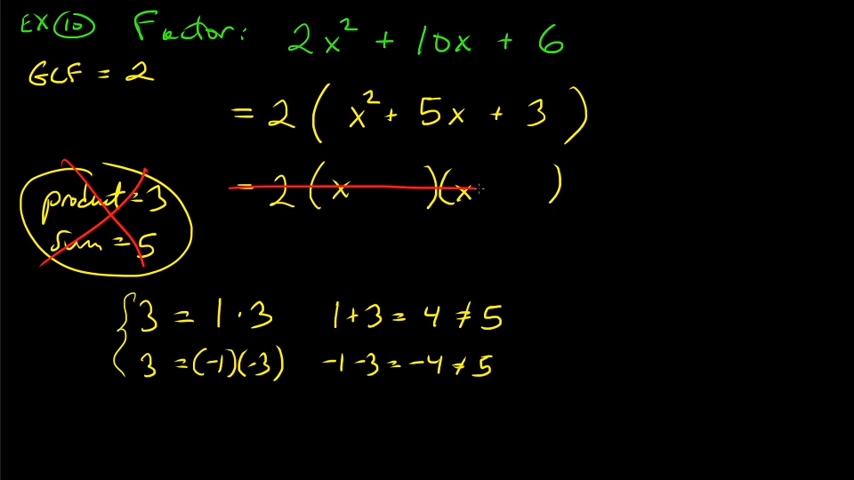 EX 10 Factor: 2x² + 10x + 6
GCF = 2
= 2 ( x² + 5x + 3 )
= 2 ( x )( x )
product = 3
sum = 5
3 = 1 · 3 1 + 3 = 4 ≠ 5
3 = (-1)(-3) -1 -3 = -4 ≠ 5